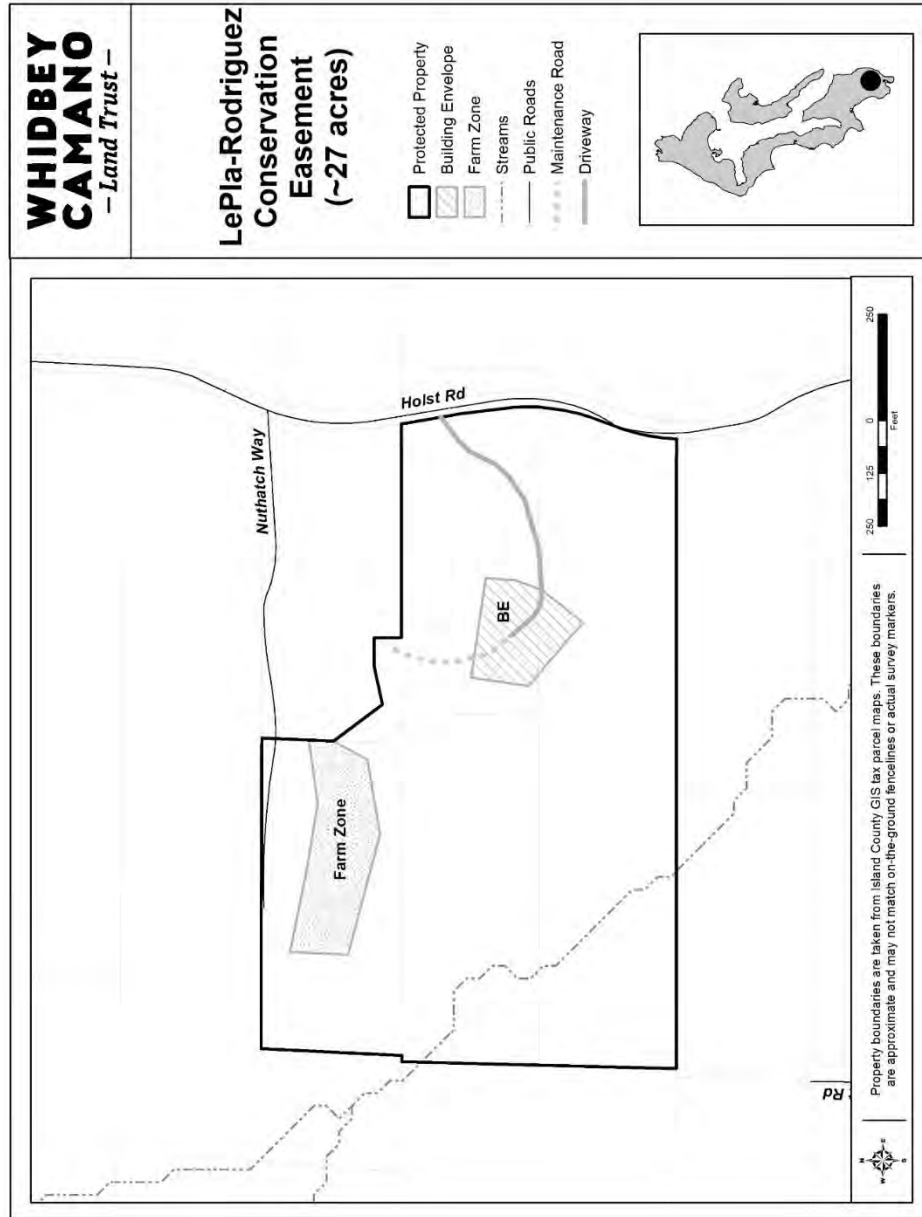 WHIDBEY
CAMANO
— Land Trust —
LePla-Rodriguez
Conservation
Easement
(~27 acres)
Protected Property
Building Envelope
Farm Zone
Streams
Public Roads
Maintenance Road
Driveway
Nuthatch Way
Holst Rd
Farm Zone
BE
Rd
N
W
E
S
Property boundaries are taken from Island County GIS tax parcel maps. These boundaries
are approximate and may not match on-the-ground fencelines or actual survey markers.
250 125 0 250
Feet